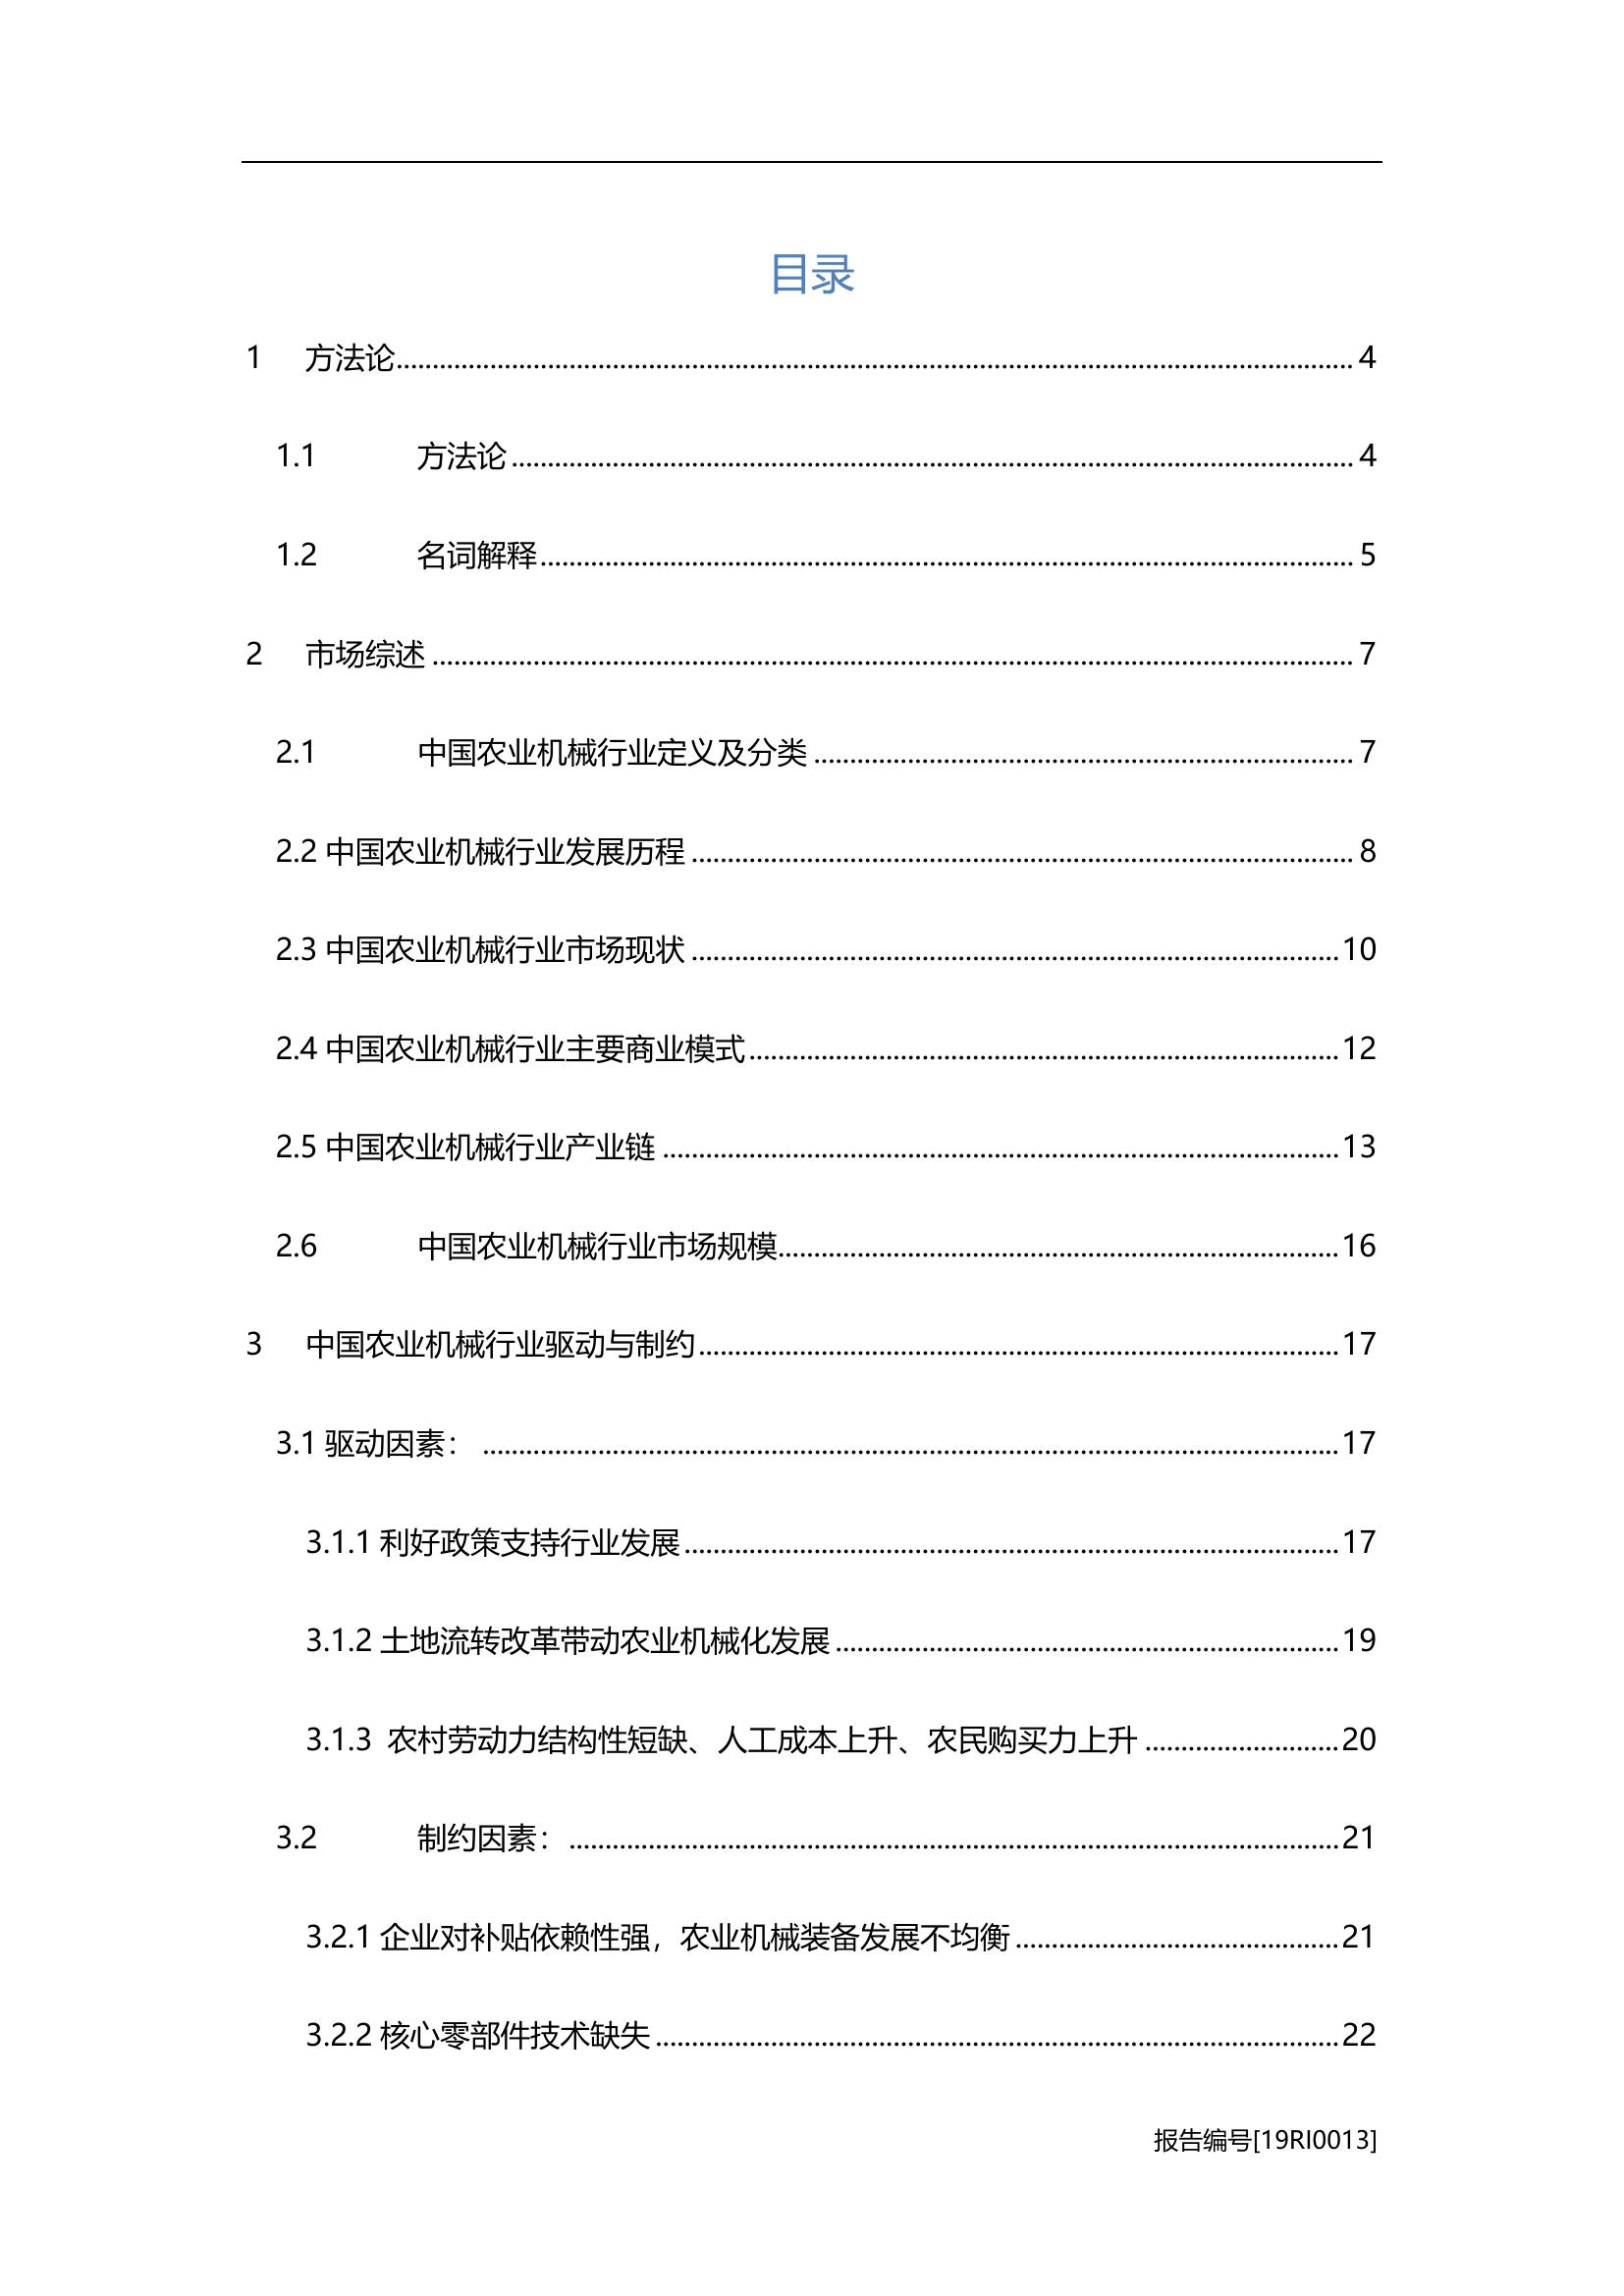 目录
1 方法论 4
1.1 方法论 4
1.2 名词解释 5
2 市场综述 7
2.1 中国农业机械行业定义及分类 7
2.2 中国农业机械行业发展历程 8
2.3 中国农业机械行业市场现状 10
2.4 中国农业机械行业主要商业模式 12
2.5 中国农业机械行业产业链 13
2.6 中国农业机械行业市场规模 16
3 中国农业机械行业驱动与制约 17
3.1 驱动因素： 17
3.1.1 利好政策支持行业发展 17
3.1.2 土地流转改革带动农业机械化发展 19
3.1.3 农村劳动力结构性短缺、人工成本上升、农民购买力上升 20
3.2 制约因素： 21
3.2.1 企业对补贴依赖性强，农业机械装备发展不均衡 21
3.2.2 核心零部件技术缺失 22
报告编号[19RI0013]